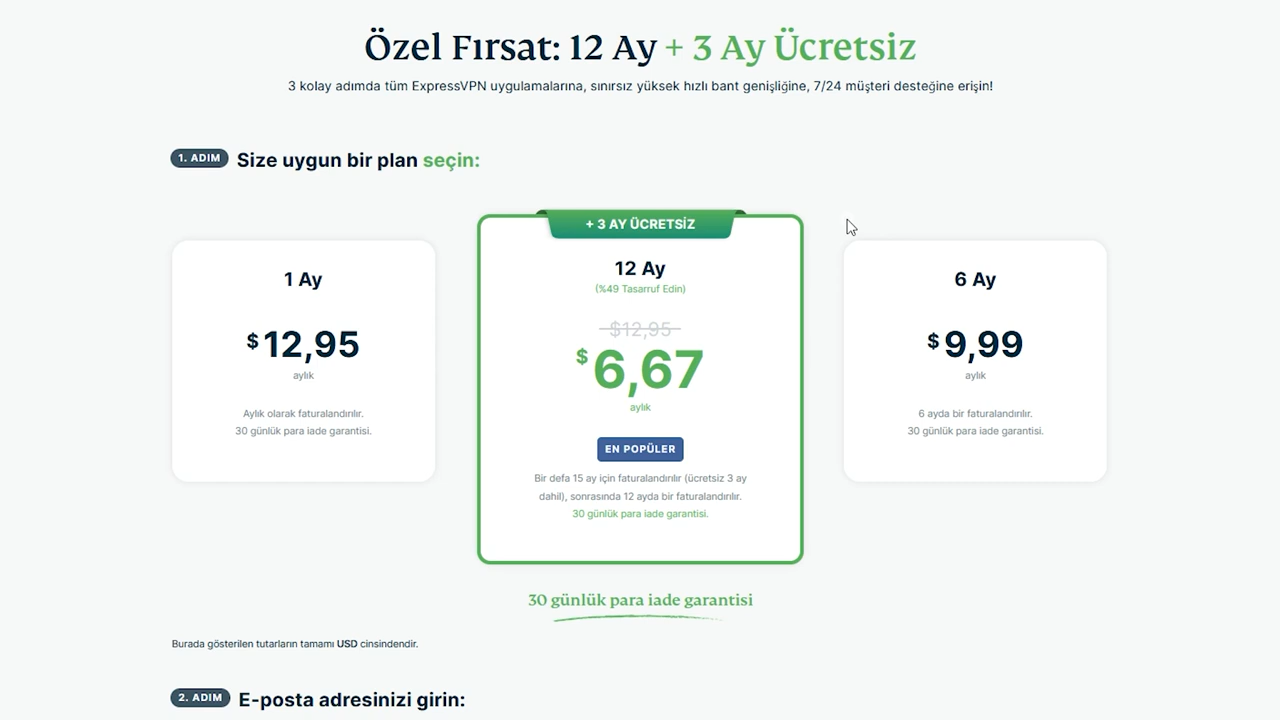 Özel Fırsat: 12 Ay + 3 Ay Ücretsiz
3 kolay adımda tüm ExpressVPN uygulamalarına, sınırsız yüksek hızlı bant genişliğine, 7/24 müşteri desteğine erişin!
1. ADIM Size uygun bir plan seçin:
1 Ay
$12,95
aylık
Aylık olarak faturalandırılır.
30 günlük para iade garantisi.
+ 3 AY ÜCRETSİZ
12 Ay
(%49 Tasarruf Edin)
$12,95
$6,67
aylık
EN POPÜLER
Bir defa 15 ay için faturalandırılır (ücretsiz 3 ay
dahil), sonrasında 12 ayda bir faturalandırılır.
30 günlük para iade garantisi.
6 Ay
$9,99
aylık
6 ayda bir faturalandırılır.
30 günlük para iade garantisi.
30 günlük para iade garantisi
Burada gösterilen tutarların tamamı USD cinsindendir.
2. ADIM E-posta adresinizi girin: